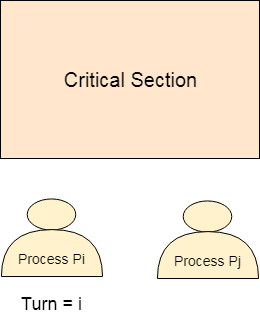 Critical Section
Process Pi
Process Pj
Turn = i